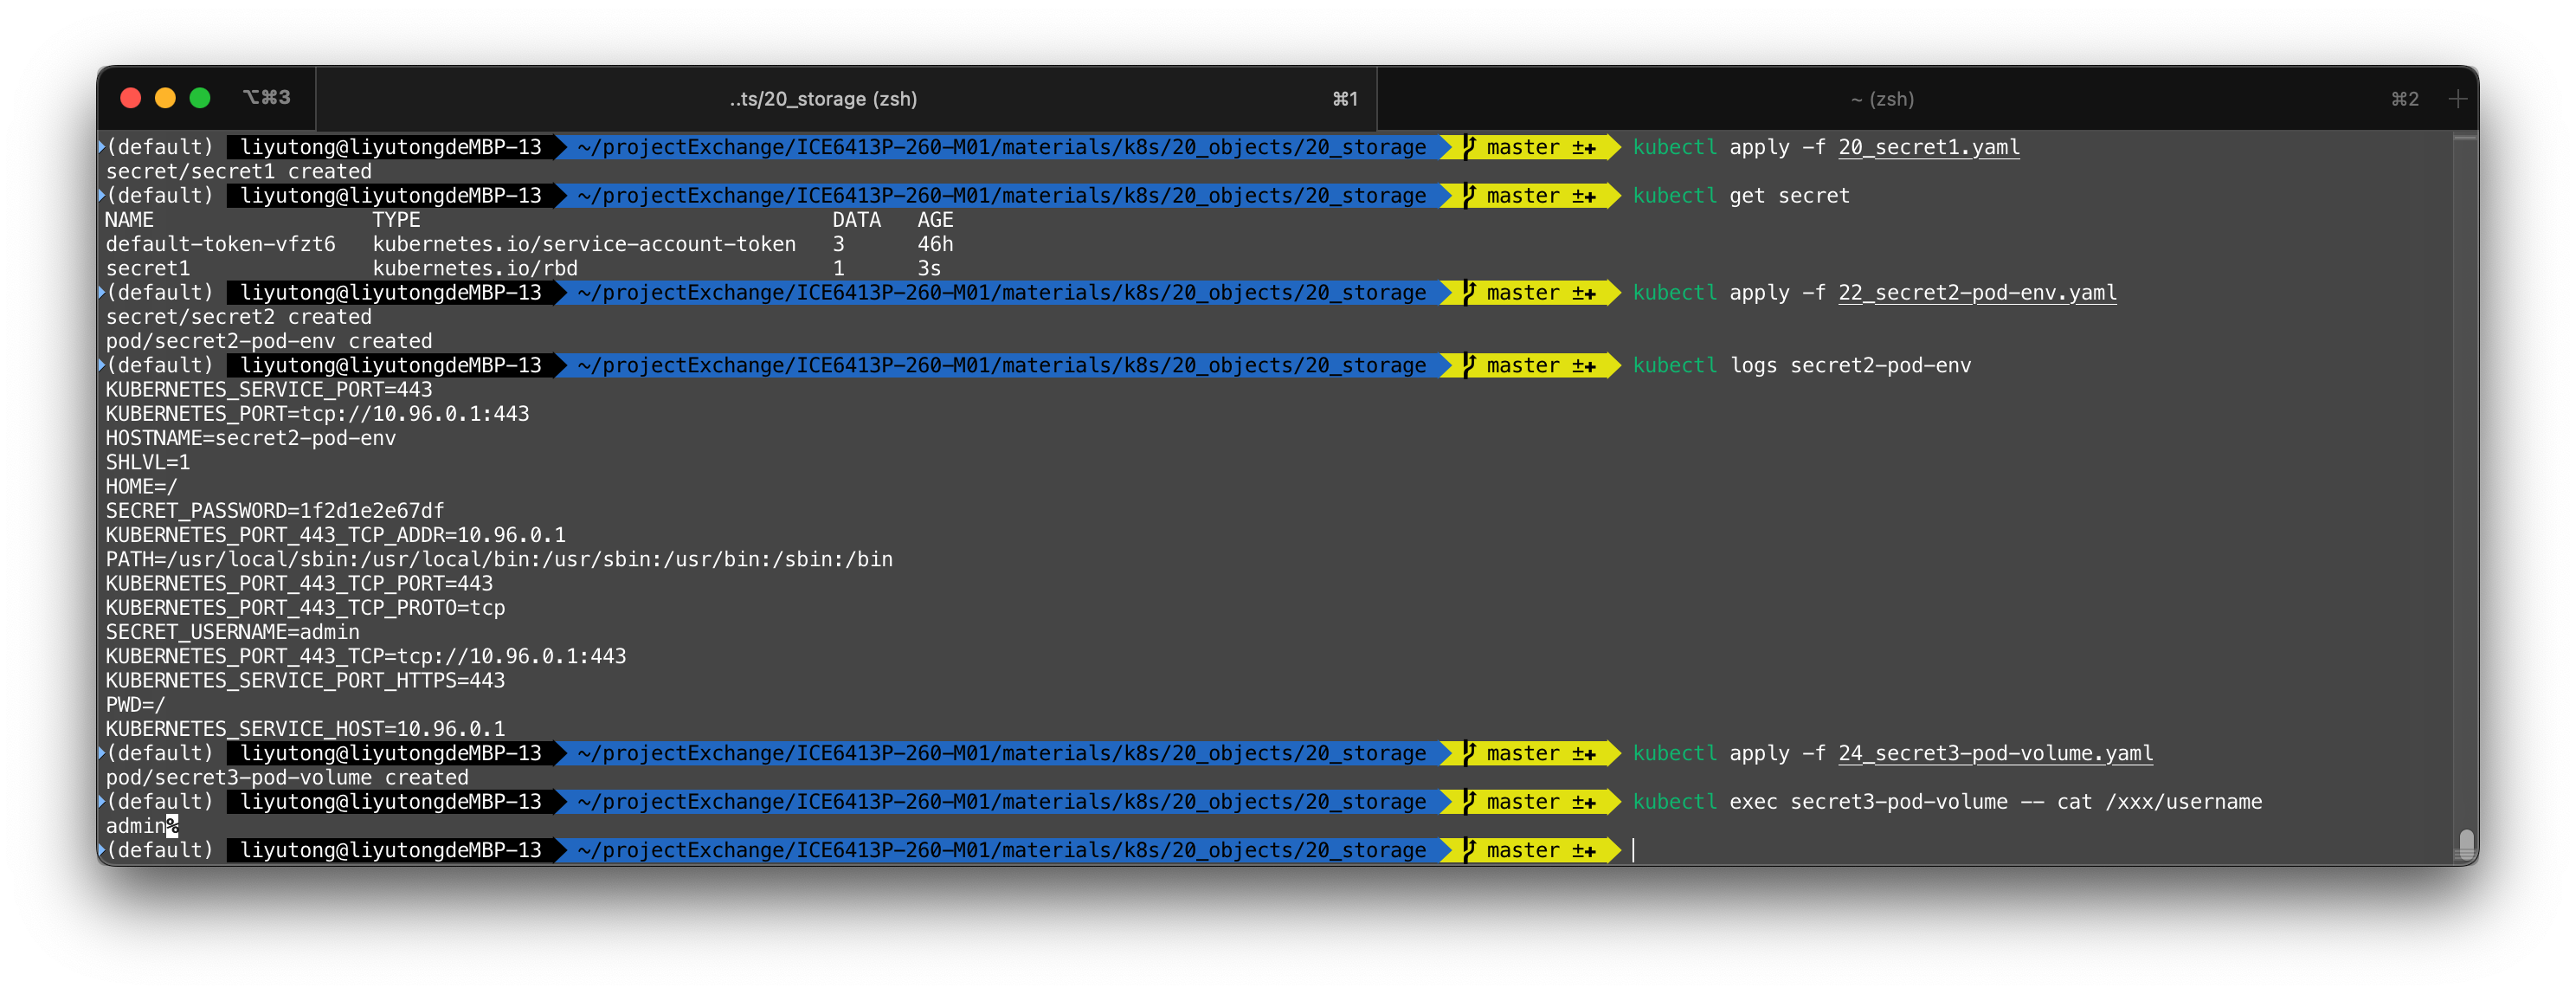 ⌥⌘3 ..ts/20_storage (zsh) ⌘1 ~ (zsh) ⌘2 +
(default) liyutong@liyutongdeMBP-13 ~/projectExchange/ICE6413P-260-M01/materials/k8s/20_objects/20_storage master ±✚ kubectl apply -f 20_secret1.yaml
secret/secret1 created
(default) liyutong@liyutongdeMBP-13 ~/projectExchange/ICE6413P-260-M01/materials/k8s/20_objects/20_storage master ±✚ kubectl get secret
NAME TYPE DATA AGE
default-token-vfzt6 kubernetes.io/service-account-token 3 46h
secret1 kubernetes.io/rbd 1 3s
(default) liyutong@liyutongdeMBP-13 ~/projectExchange/ICE6413P-260-M01/materials/k8s/20_objects/20_storage master ±✚ kubectl apply -f 22_secret2-pod-env.yaml
secret/secret2 created
pod/secret2-pod-env created
(default) liyutong@liyutongdeMBP-13 ~/projectExchange/ICE6413P-260-M01/materials/k8s/20_objects/20_storage master ±✚ kubectl logs secret2-pod-env
KUBERNETES_SERVICE_PORT=443
KUBERNETES_PORT=tcp://10.96.0.1:443
HOSTNAME=secret2-pod-env
SHLVL=1
HOME=/
SECRET_PASSWORD=1f2d1e2e67df
KUBERNETES_PORT_443_TCP_ADDR=10.96.0.1
PATH=/usr/local/sbin:/usr/local/bin:/usr/sbin:/usr/bin:/sbin:/bin
KUBERNETES_PORT_443_TCP_PORT=443
KUBERNETES_PORT_443_TCP_PROTO=tcp
SECRET_USERNAME=admin
KUBERNETES_PORT_443_TCP=tcp://10.96.0.1:443
KUBERNETES_SERVICE_PORT_HTTPS=443
PWD=/
KUBERNETES_SERVICE_HOST=10.96.0.1
(default) liyutong@liyutongdeMBP-13 ~/projectExchange/ICE6413P-260-M01/materials/k8s/20_objects/20_storage master ±✚ kubectl apply -f 24_secret3-pod-volume.yaml
pod/secret3-pod-volume created
(default) liyutong@liyutongdeMBP-13 ~/projectExchange/ICE6413P-260-M01/materials/k8s/20_objects/20_storage master ±✚ kubectl exec secret3-pod-volume -- cat /xxx/username
admin%
(default) liyutong@liyutongdeMBP-13 ~/projectExchange/ICE6413P-260-M01/materials/k8s/20_objects/20_storage master ±✚